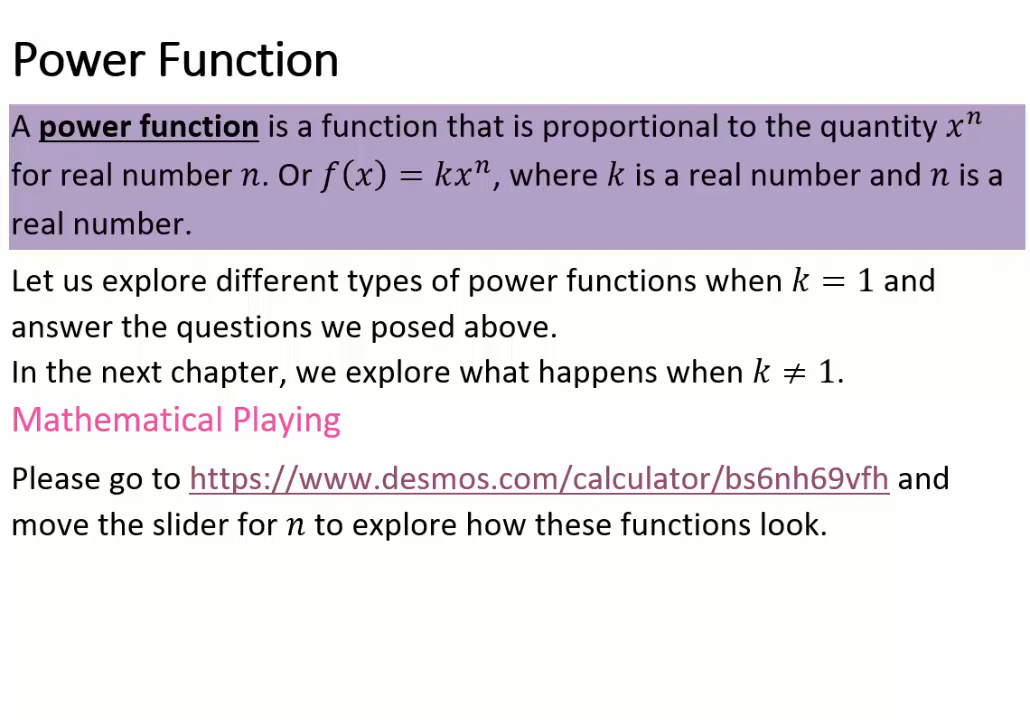 Power Function
A power function is a function that is proportional to the quantity xⁿ
for real number n. Or f(x) = kxⁿ, where k is a real number and n is a
real number.
Let us explore different types of power functions when k = 1 and
answer the questions we posed above.
In the next chapter, we explore what happens when k ≠ 1.
Mathematical Playing
Please go to https://www.desmos.com/calculator/bs6nh69vfh and
move the slider for n to explore how these functions look.